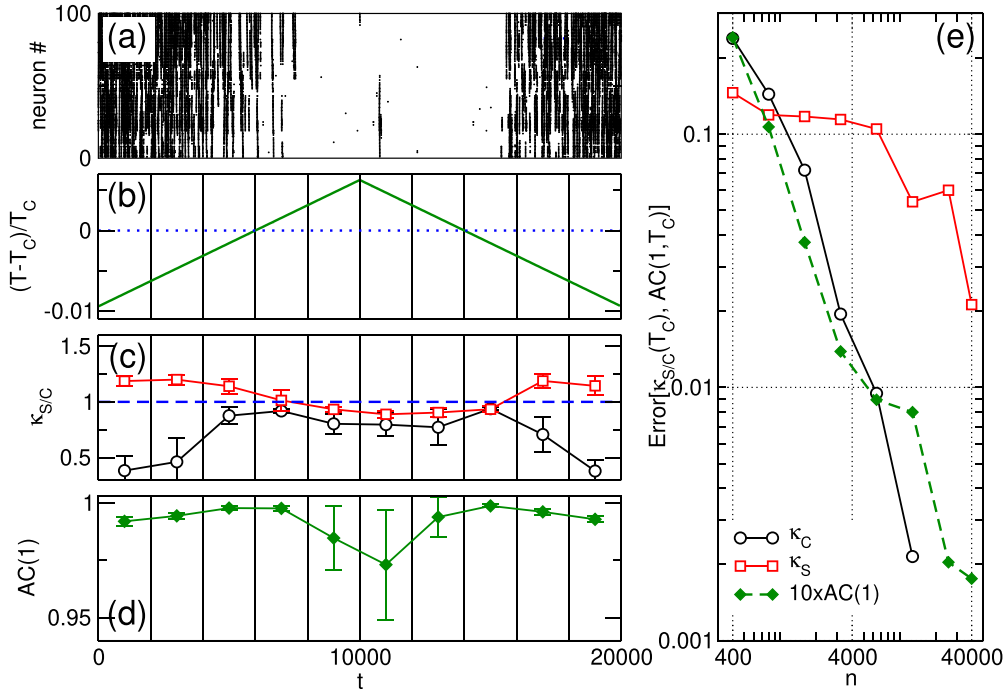 100
(a)
neuron #
0
(b)
(T-T_C)/T_C
0
-0.01
(c)
1.5
κ_S/C
1
0.5
1
AC(1)
0.95
(d)
0
10000
20000
t
(e)
Error[κ_S/C(T_C), AC(1,T_C)]
0.1
0.01
0.001
κ_C
κ_S
10xAC(1)
400
4000
40000
n